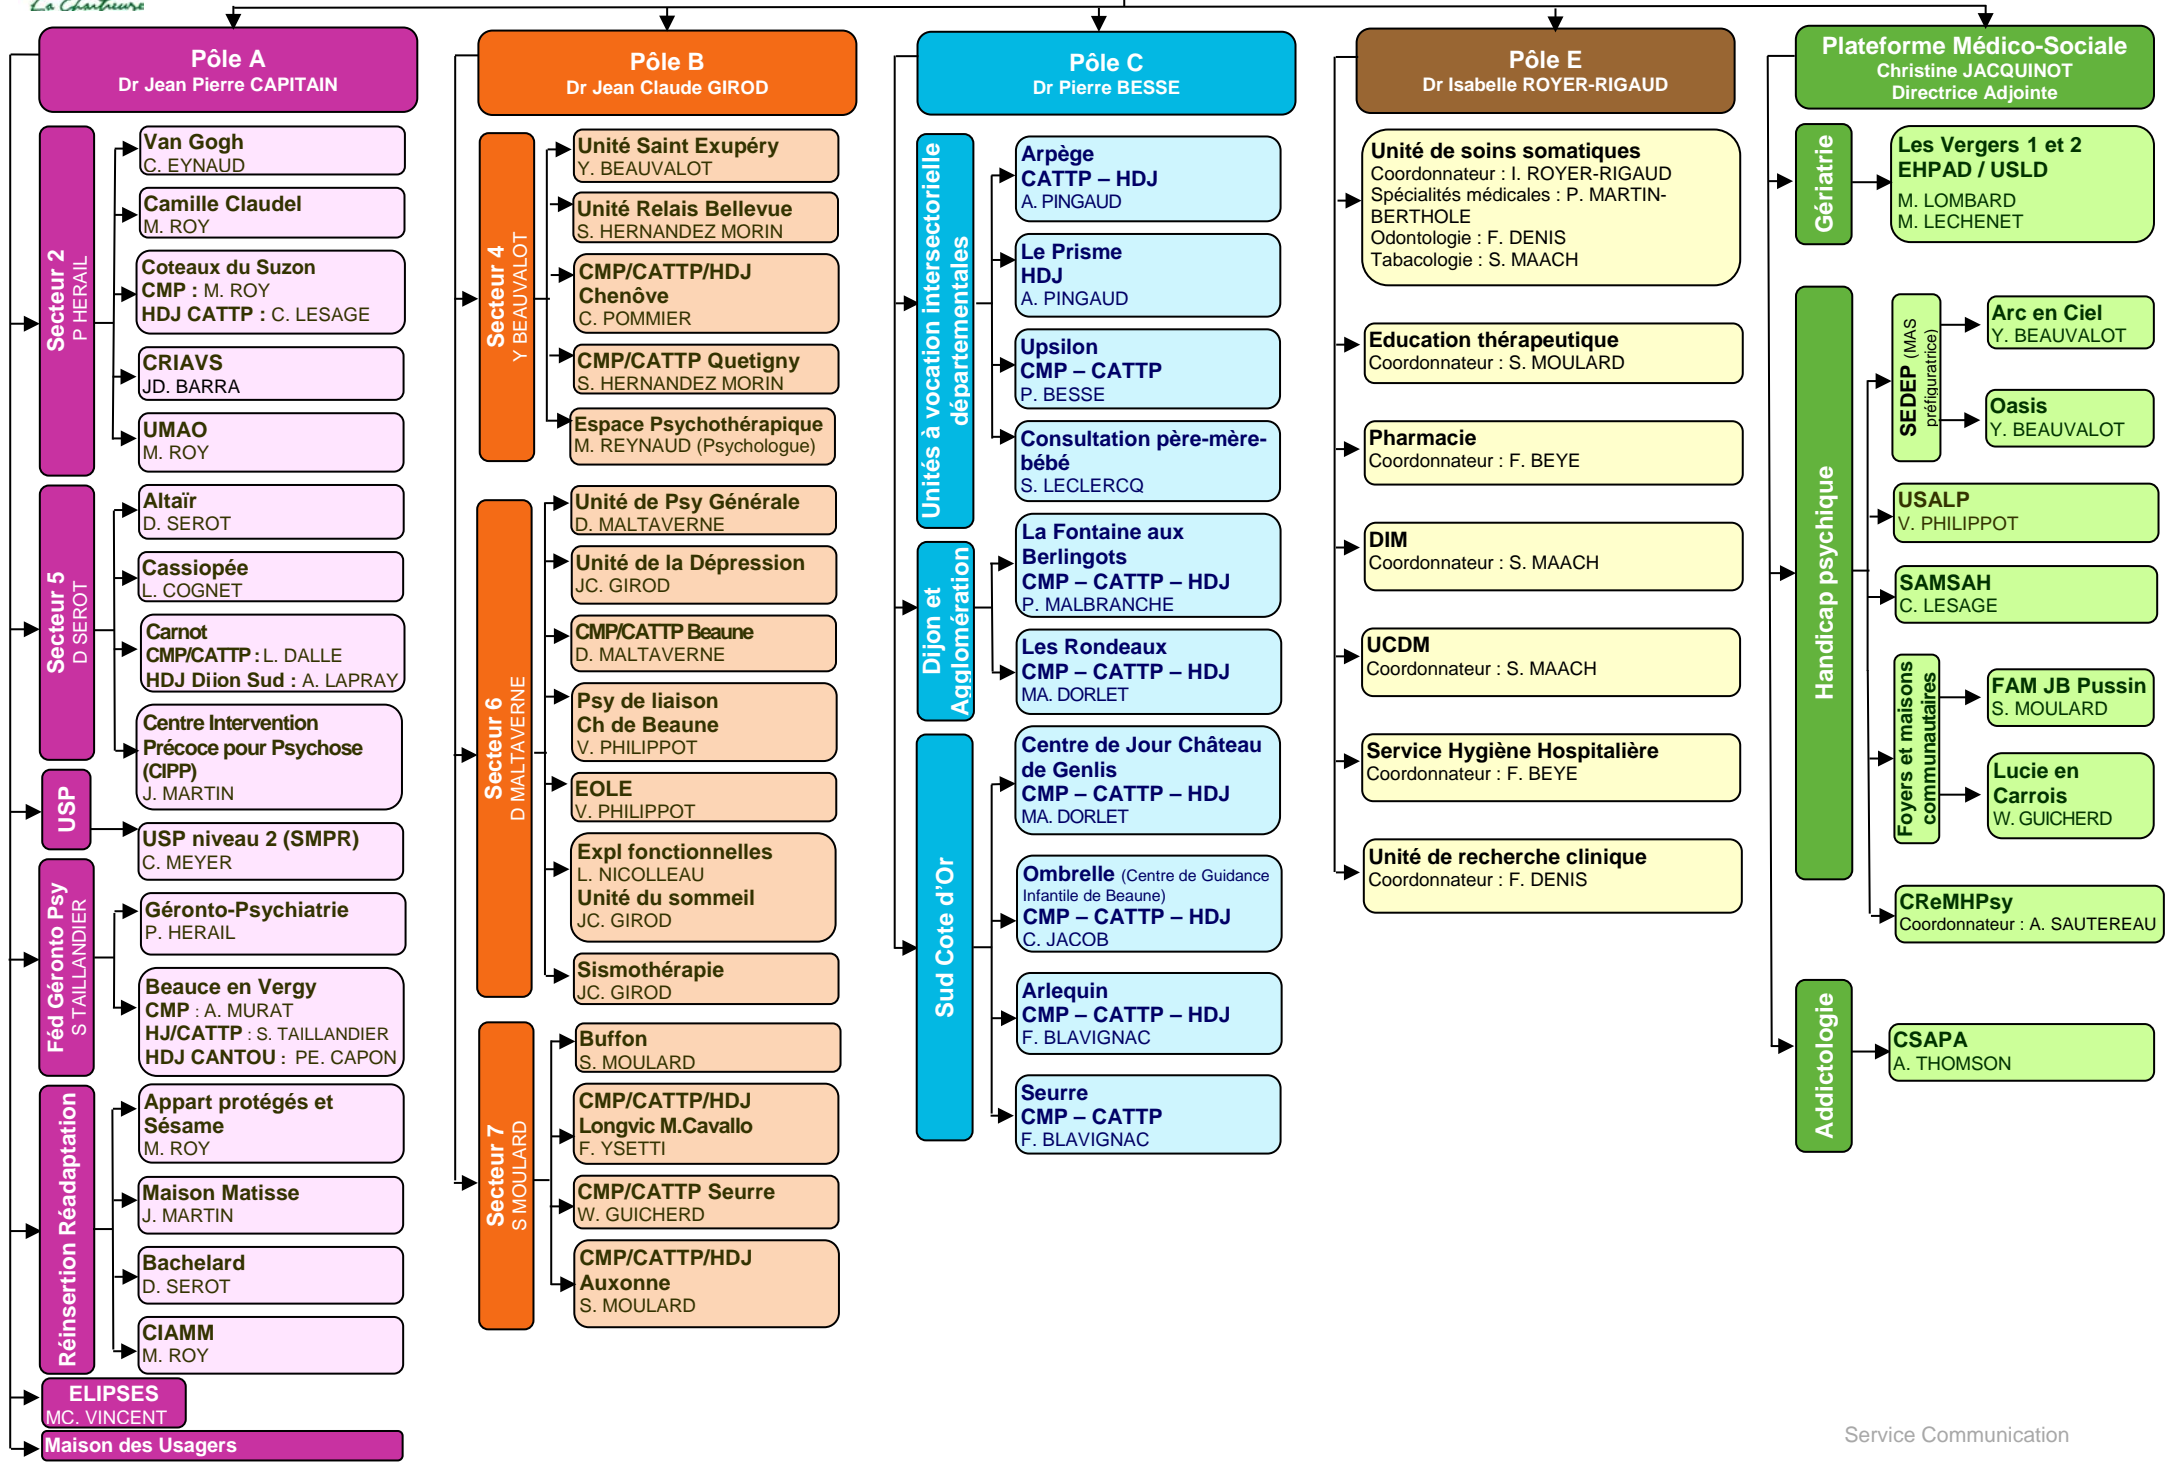 La Chartreuse
Pôle A
Dr Jean Pierre CAPITAIN
Secteur 2
P HERAIL
Van Gogh
C. EYNAUD
Camille Claudel
M. ROY
Coteaux du Suzon
CMP : M. ROY
HDJ CATTP : C. LESAGE
CRIAVS
JD. BARRA
UMAO
M. ROY
Secteur 5
D SEROT
Altaïr
D. SEROT
Cassiopée
L. COGNET
Carnot
CMP/CATTP : L. DALLE
HDJ Dijon Sud : A. LAPRAY
Centre Intervention
Précoce pour Psychose
(CIPP)
J. MARTIN
USP
USP niveau 2 (SMPR)
C. MEYER
Féd Géronto Psy
S TAILLANDIER
Géronto-Psychiatrie
P. HERAIL
Beauce en Vergy
CMP : A. MURAT
HJ/CATTP : S. TAILLANDIER
HDJ CANTOU : PE. CAPON
Réinsertion Réadaptation
Appart protégés et
Sésame
M. ROY
Maison Matisse
J. MARTIN
Bachelard
D. SEROT
CIAMM
M. ROY
ELIPSES
MC. VINCENT
Maison des Usagers
Pôle B
Dr Jean Claude GIROD
Secteur 4
Y BEAUVALOT
Unité Saint Exupéry
Y. BEAUVALOT
Unité Relais Bellevue
S. HERNANDEZ MORIN
CMP/CATTP/HDJ
Chenôve
C. POMMIER
CMP/CATTP Quetigny
S. HERNANDEZ MORIN
Espace Psychothérapique
M. REYNAUD (Psychologue)
Secteur 6
D MALTAVERNE
Unité de Psy Générale
D. MALTAVERNE
Unité de la Dépression
JC. GIROD
CMP/CATTP Beaune
D. MALTAVERNE
Psy de liaison
Ch de Beaune
V. PHILIPPOT
EOLE
V. PHILIPPOT
Expl fonctionnelles
L. NICOLLEAU
Unité du sommeil
JC. GIROD
Sismothérapie
JC. GIROD
Secteur 7
S MOULARD
Buffon
S. MOULARD
CMP/CATTP/HDJ
Longvic M.Cavallo
F. YSETTI
CMP/CATTP Seurre
W. GUICHERD
CMP/CATTP/HDJ
Auxonne
S. MOULARD
Pôle C
Dr Pierre BESSE
Unités à vocation intersectorielle
départementales
Arpège
CATTP – HDJ
A. PINGAUD
Le Prisme
HDJ
A. PINGAUD
Upsilon
CMP – CATTP
P. BESSE
Consultation père-mère-
bébé
S. LECLERCQ
Dijon et
Agglomération
La Fontaine aux
Berlingots
CMP – CATTP – HDJ
P. MALBRANCHE
Les Rondeaux
CMP – CATTP – HDJ
MA. DORLET
Sud Cote d'Or
Centre de Jour Château
de Genlis
CMP – CATTP – HDJ
MA. DORLET
Ombrelle (Centre de Guidance
Infantile de Beaune)
CMP – CATTP – HDJ
C. JACOB
Arlequin
CMP – CATTP – HDJ
F. BLAVIGNAC
Seurre
CMP – CATTP
F. BLAVIGNAC
Pôle E
Dr Isabelle ROYER-RIGAUD
Unité de soins somatiques
Coordonnateur : I. ROYER-RIGAUD
Spécialités médicales : P. MARTIN-
BERTHOLE
Odontologie : F. DENIS
Tabacologie : S. MAACH
Education thérapeutique
Coordonnateur : S. MOULARD
Pharmacie
Coordonnateur : F. BEYE
DIM
Coordonnateur : S. MAACH
UCDM
Coordonnateur : S. MAACH
Service Hygiène Hospitalière
Coordonnateur : F. BEYE
Unité de recherche clinique
Coordonnateur : F. DENIS
Plateforme Médico-Sociale
Christine JACQUINOT
Directrice Adjointe
Gériatrie
Les Vergers 1 et 2
EHPAD / USLD
M. LOMBARD
M. LECHENET
Handicap psychique
SEDEP (MAS
préfiguratrice)
Arc en Ciel
Y. BEAUVALOT
Oasis
Y. BEAUVALOT
USALP
V. PHILIPPOT
SAMSAH
C. LESAGE
Foyers et maisons
communautaires
FAM JB Pussin
S. MOULARD
Lucie en
Carrois
W. GUICHERD
CReMHPsy
Coordonnateur : A. SAUTEREAU
Addictologie
CSAPA
A. THOMSON
Service Communication